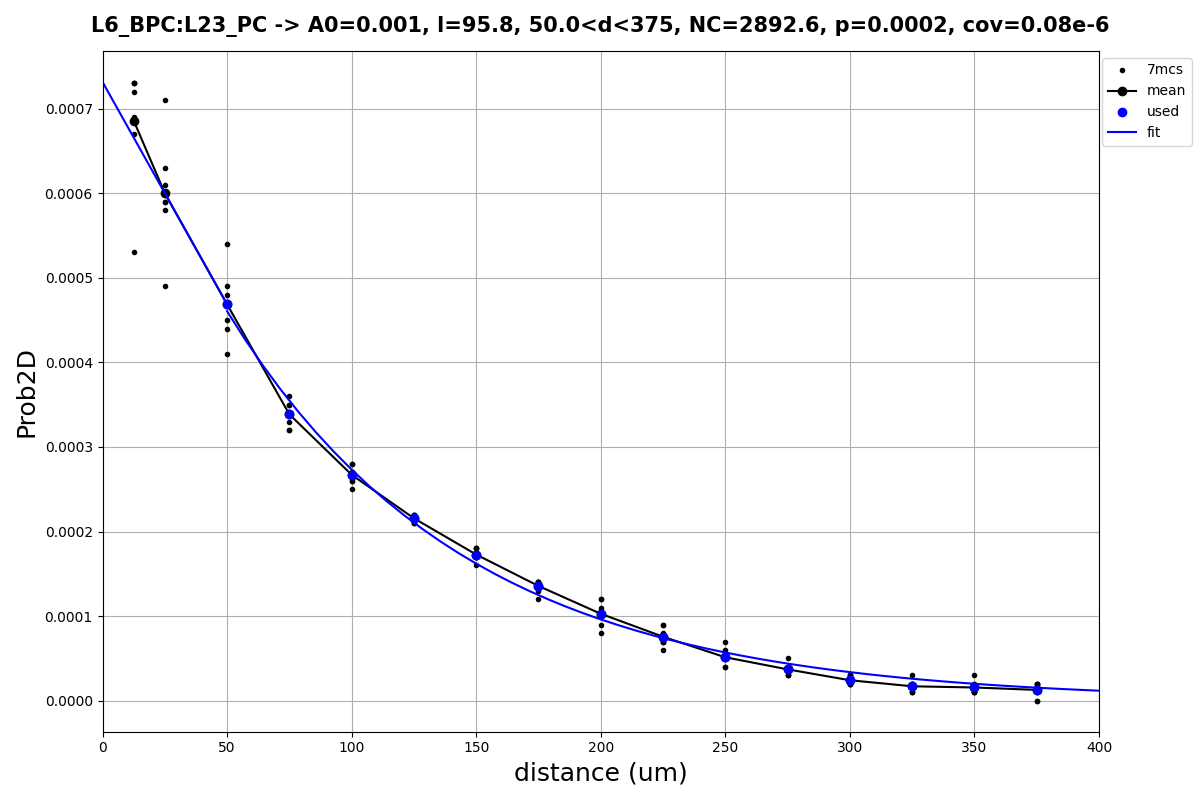 L6_BPC:L23_PC -> A0=0.001, l=95.8, 50.0<d<375, NC=2892.6, p=0.0002, cov=0.08e-6
7mcs
mean
used
fit
0.0007
0.0006
0.0005
0.0004
0.0003
0.0002
0.0001
0.0000
Prob2D
0 50 100 150 200 250 300 350 400
distance (um)